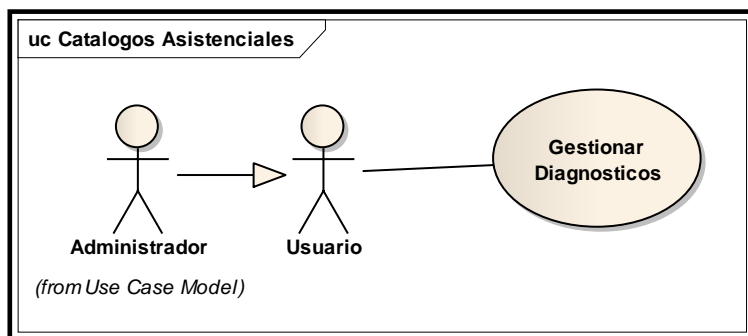 uc Catalogos Asistenciales
Gestionar
Diagnosticos
Administrador
Usuario
(from Use Case Model)